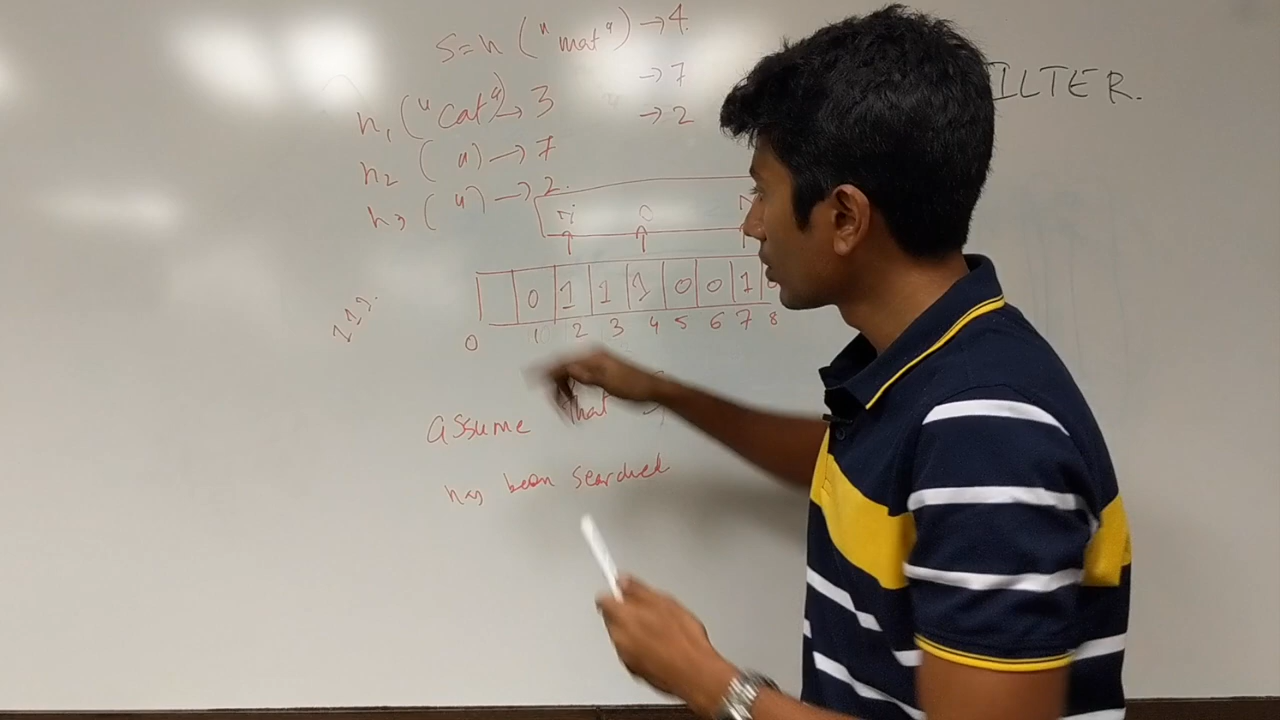 S = h ("mat") → 4
→ 7
→ 2
ILTER.
h1 ("cat") → 3
h2 ( " ) → 7
h3 ( " ) → 2
0 1 1 1 0 0 1
0 1 2 3 4 5 6 7 8
assume that
has been searched